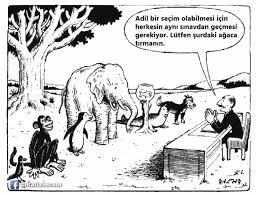 Adil bir seçim olabilmesi için
herkesin aynı sınavdan geçmesi
gerekiyor. Lütfen şurdaki ağaca
tırmanın.